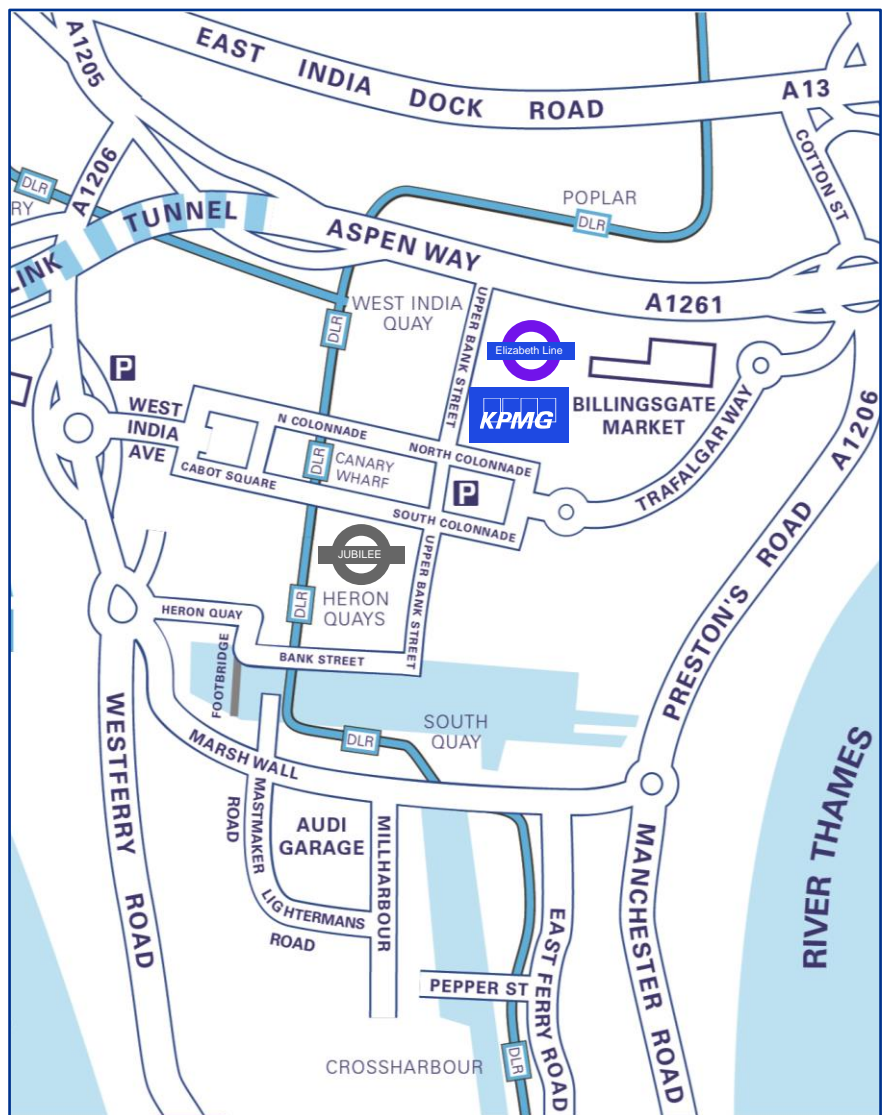 A1205
EAST INDIA DOCK ROAD
A13
COTTON ST
DLR
RY
A1206
TUNNEL
LINK
POPLAR
DLR
ASPEN WAY
A1261
WEST INDIA
QUAY
DLR
UPPER BANK STREET
Elizabeth Line
KPMG
BILLINGSGATE
MARKET
P
WEST
INDIA
AVE
N COLONNADE
NORTH COLONNADE
TRAFALGAR WAY
A1206
DLR
CANARY
WHARF
CABOT SQUARE
P
SOUTH COLONNADE
JUBILEE
UPPER BANK STREET
PRESTON'S ROAD
DLR
HERON
QUAYS
HERON QUAY
BANK STREET
FOOTBRIDGE
WESTFERRY ROAD
MARSH WALL
DLR
SOUTH
QUAY
RIVER THAMES
MASTMAKER
ROAD
AUDI
GARAGE
MILLHARBOUR
MANCHESTER ROAD
LIGHTERMANS
ROAD
EAST FERRY ROAD
PEPPER ST
CROSSHARBOUR
DLR